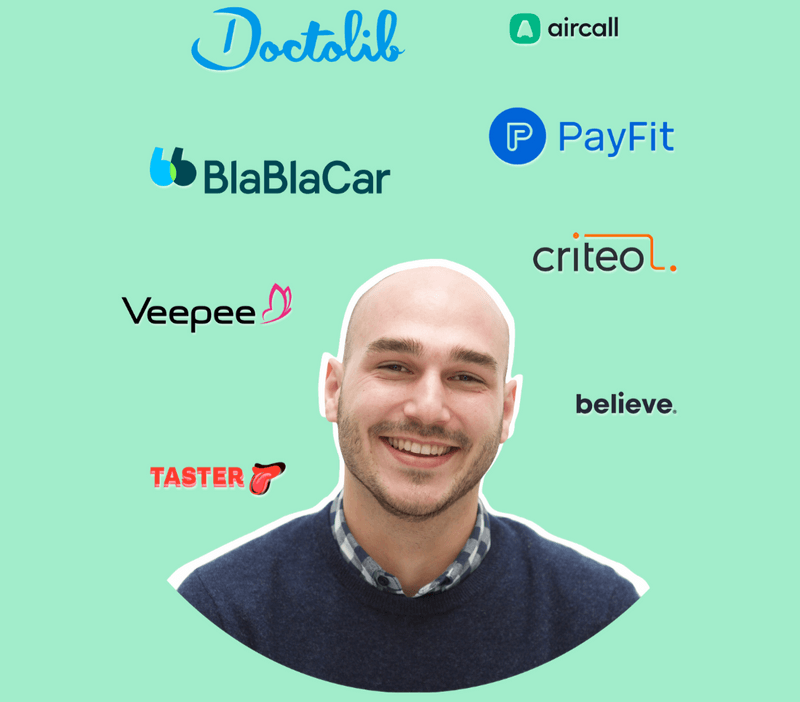 Doctolib
aircall
PayFit
BlaBlaCar
criteo
Veepee
believe.
TASTER